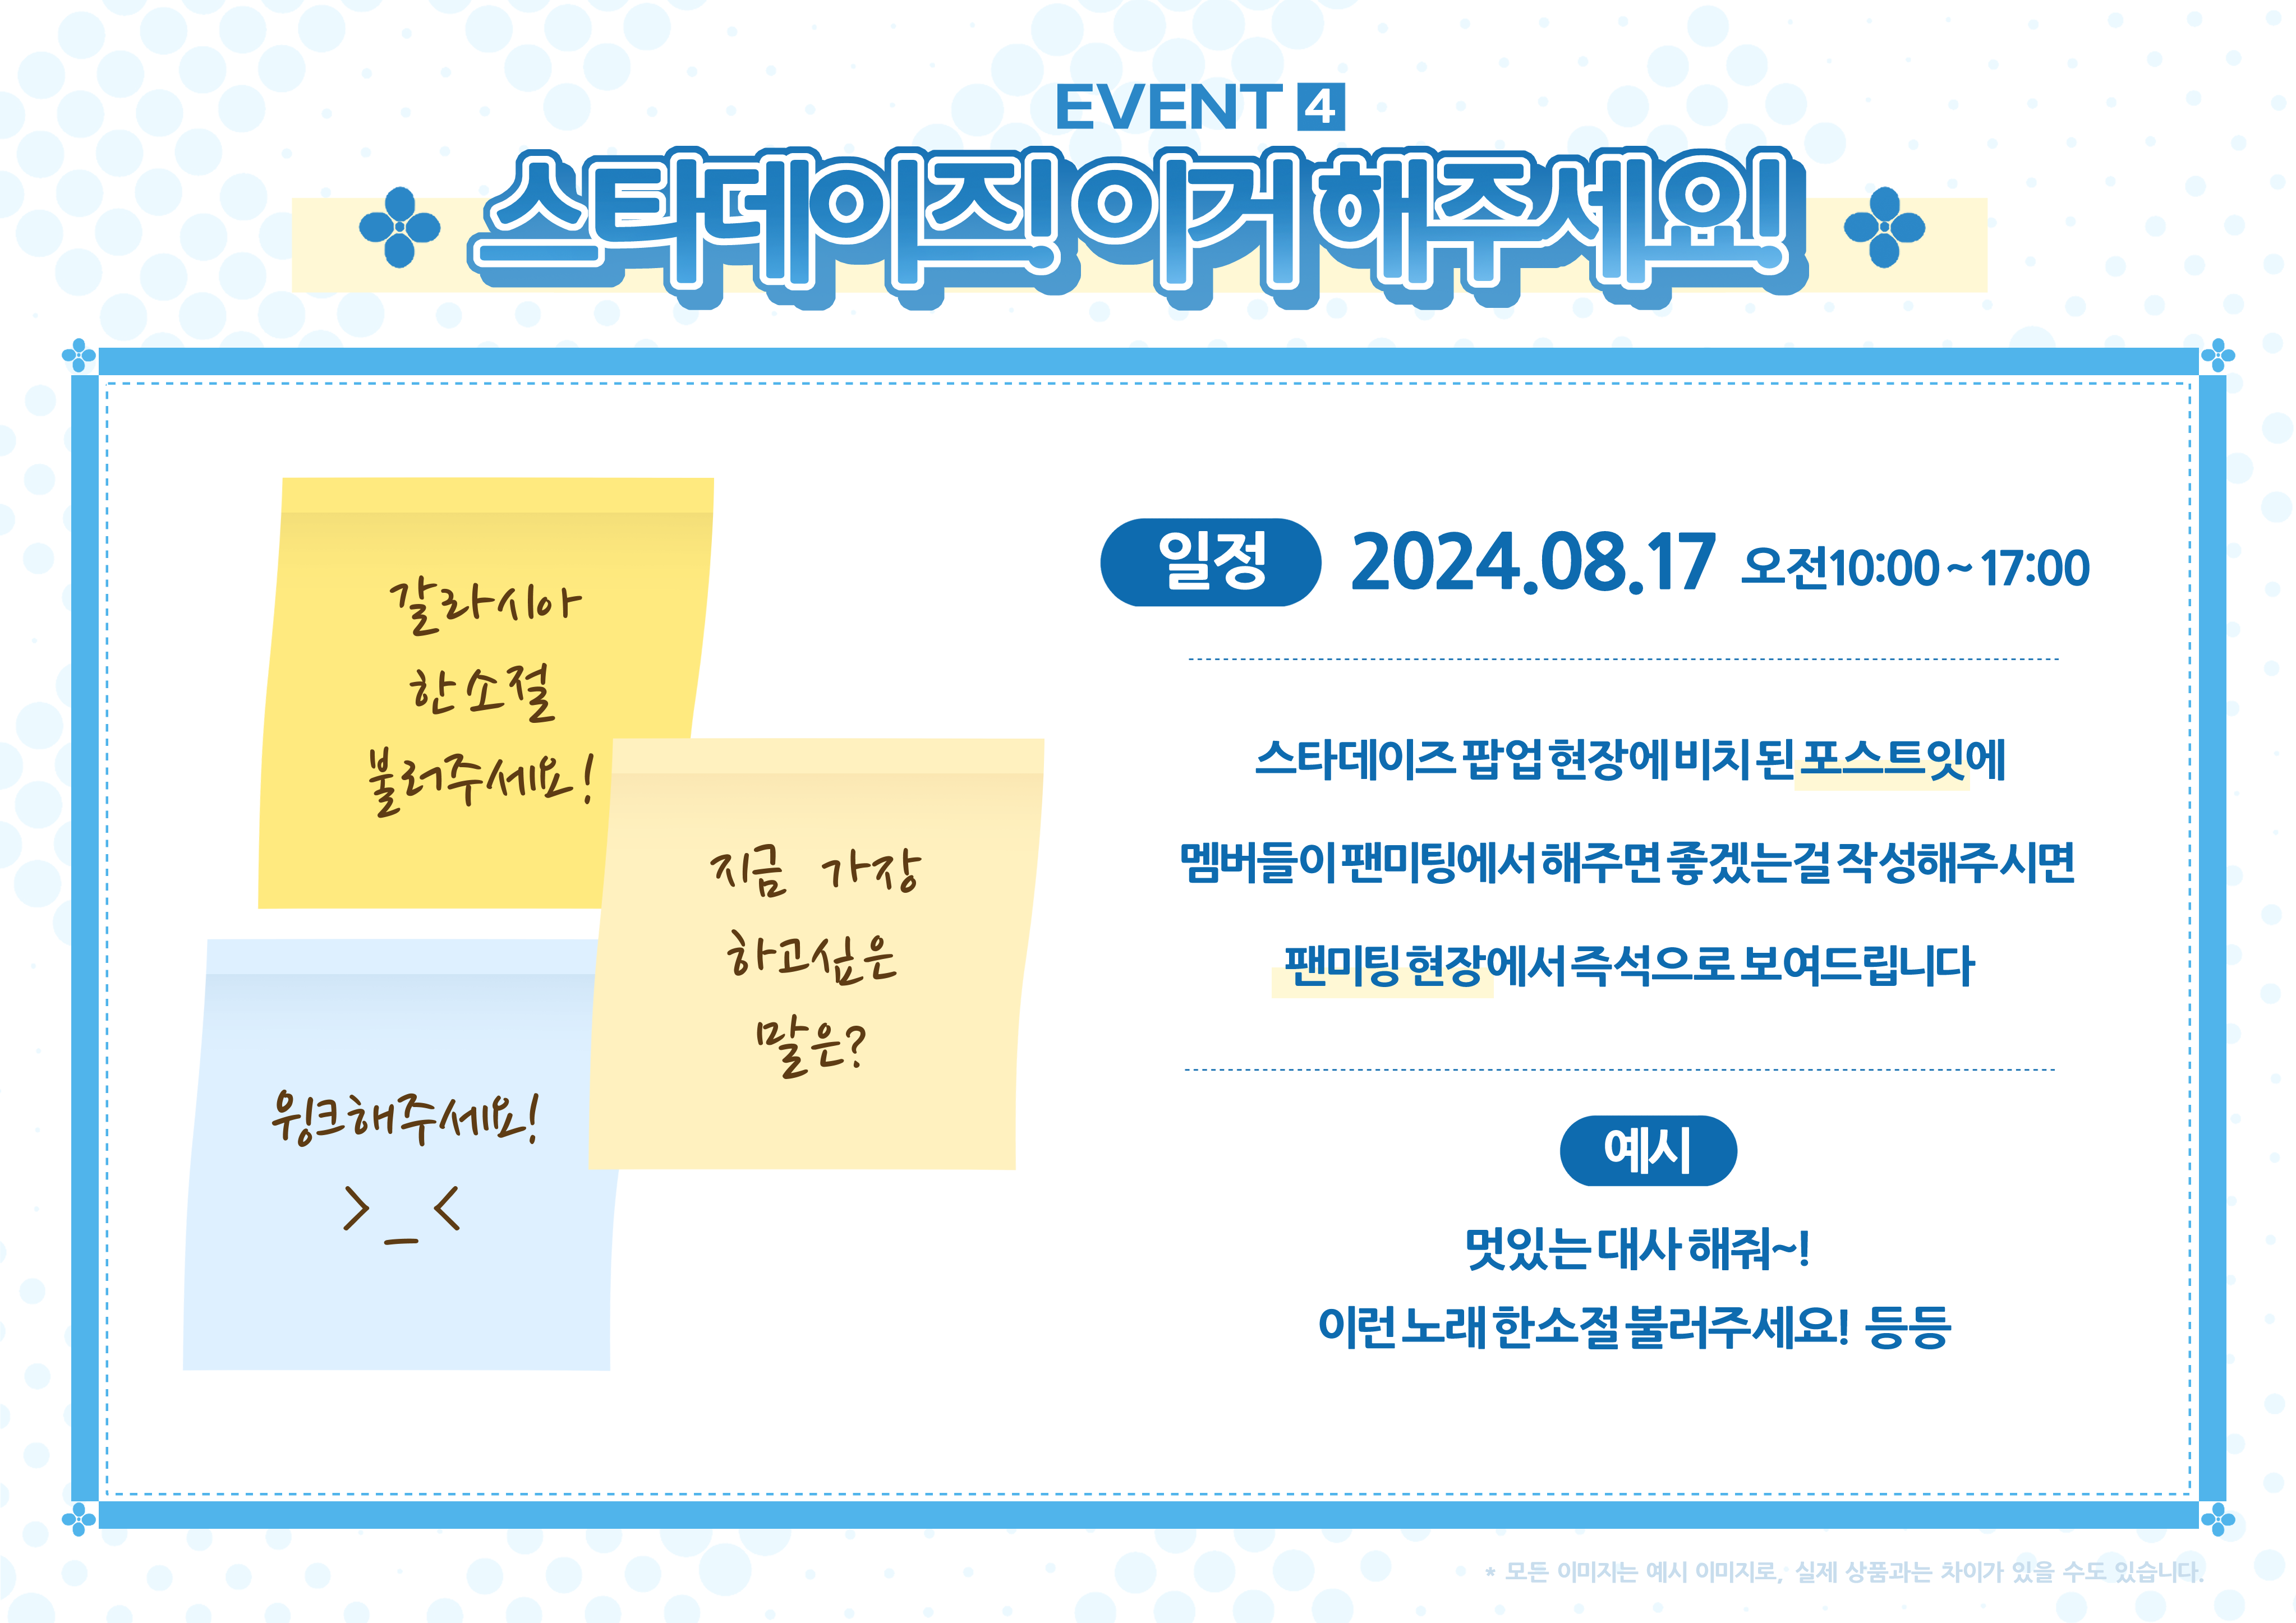 EVENT 4
스타데이즈! 이거 해주세요!
갈라시아
한 소절
불러주세요!
지금 가장
하고싶은
말은?
윙크해주세요!
>_<
일정 2024.08.17 오전10:00 ~ 17:00
스타데이즈 팝업 현장에 비치 된 포스트잇에
멤버들이 팬미팅에서 해주면 좋겠는걸 작성해주시면
팬미팅 현장에서 즉석으로 보여드립니다
예시
멋있는 대사 해줘~!
이런 노래 한소절 불러주세요! 등등
* 모든 이미지는 예시 이미지로, 실제 상품과는 차이가 있을 수도 있습니다.